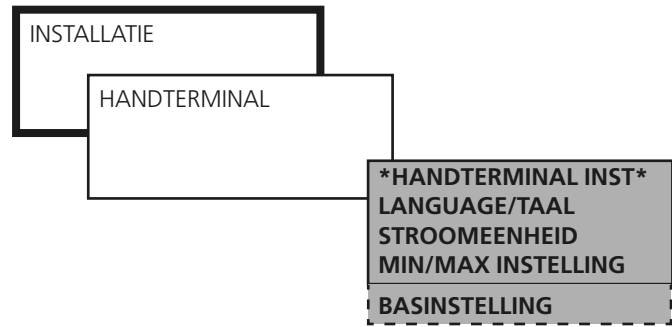 INSTALLATIE
HANDTERMINAL
*HANDTERMINAL INST*
LANGUAGE/TAAL
STROOMEENHEID
MIN/MAX INSTELLING
BASINSTELLING